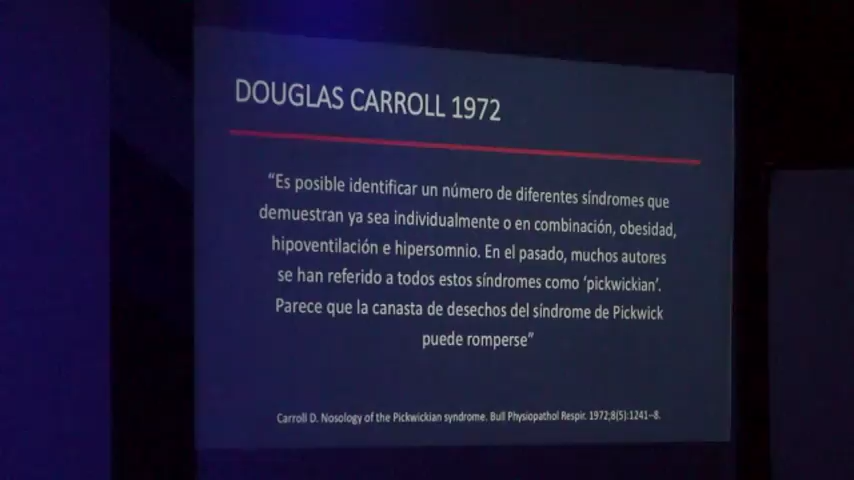 DOUGLAS CARROLL 1972
“Es posible identificar un número de diferentes síndromes que
demuestran ya sea individualmente o en combinación, obesidad,
hipoventilación e hipersomnio. En el pasado, muchos autores
se han referido a todos estos síndromes como ‘pickwickian’.
Parece que la canasta de desechos del síndrome de Pickwick
puede romperse”
Carroll D. Nosology of the Pickwickian syndrome. Bull Physiopathol Respir. 1972;8(5):1241--8.